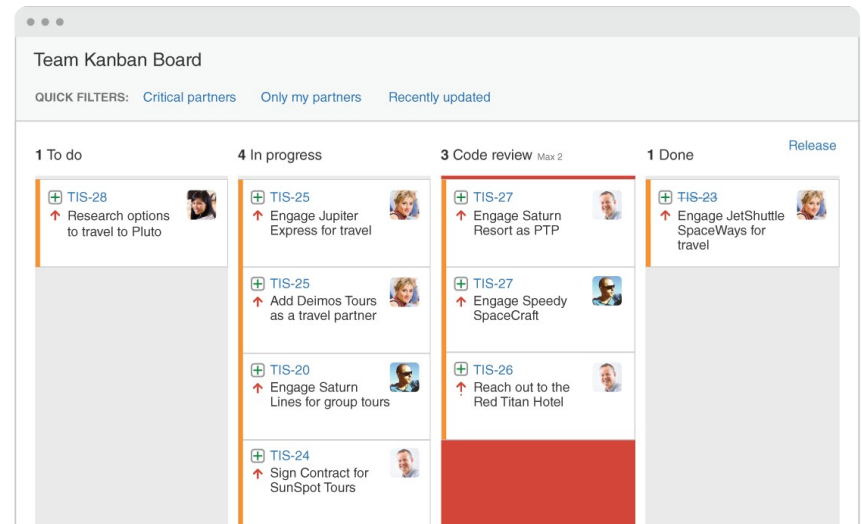 Team Kanban Board
QUICK FILTERS: Critical partners Only my partners Recently updated
Release
1 To do
TIS-28
Research options
to travel to Pluto
4 In progress
TIS-25
Engage Jupiter
Express for travel
TIS-25
Add Deimos Tours
as a travel partner
TIS-20
Engage Saturn
Lines for group tours
TIS-24
Sign Contract for
SunSpot Tours
3 Code review Max 2
TIS-27
Engage Saturn
Resort as PTP
TIS-27
Engage Speedy
SpaceCraft
TIS-26
Reach out to the
Red Titan Hotel
1 Done
TIS-23
Engage JetShuttle
SpaceWays for
travel